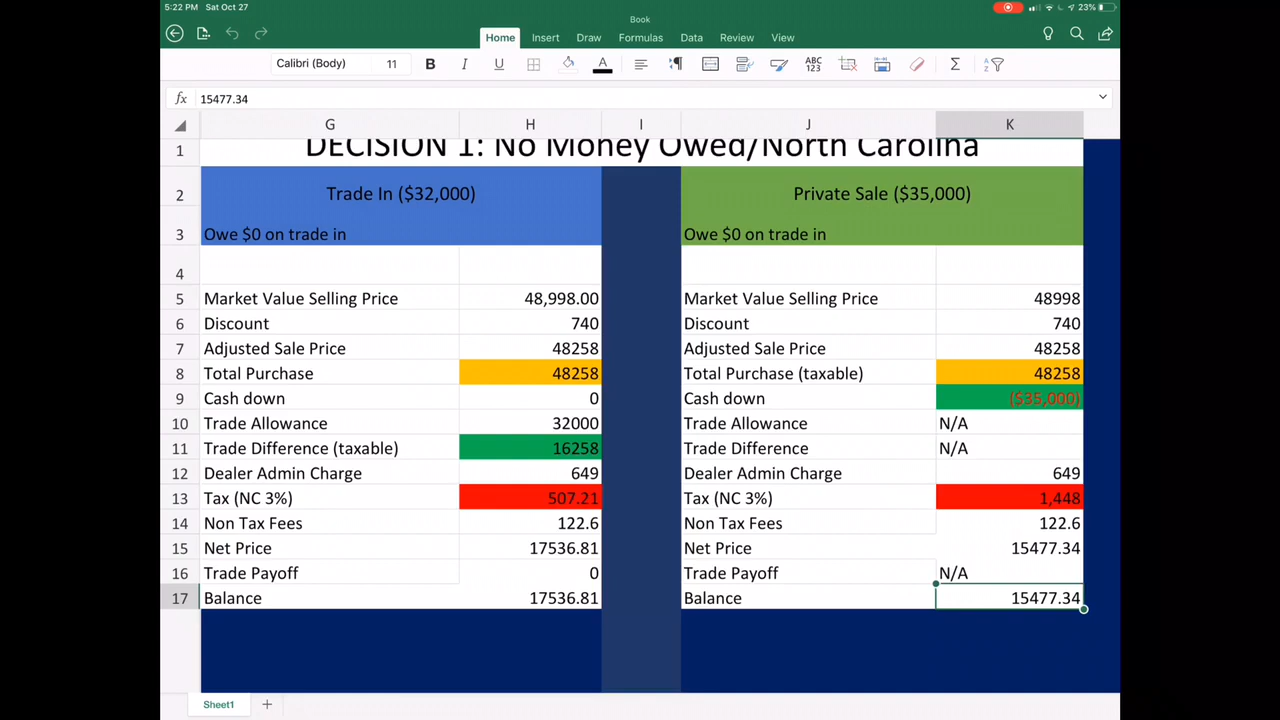 5:22 PM Sat Oct 27
23%
Book
Home Insert Draw Formulas Data Review View
Calibri (Body) 11 B I U A ABC 123 Σ A Z
fx 15477.34
G H I J K
1 DECISION 1: No Money Owed/North Carolina
2 Trade In ($32,000) Private Sale ($35,000)
3 Owe $0 on trade in Owe $0 on trade in
4
5 Market Value Selling Price 48,998.00 Market Value Selling Price 48998
6 Discount 740 Discount 740
7 Adjusted Sale Price 48258 Adjusted Sale Price 48258
8 Total Purchase 48258 Total Purchase (taxable) 48258
9 Cash down 0 Cash down ($35,000)
10 Trade Allowance 32000 Trade Allowance N/A
11 Trade Difference (taxable) 16258 Trade Difference N/A
12 Dealer Admin Charge 649 Dealer Admin Charge 649
13 Tax (NC 3%) 507.21 Tax (NC 3%) 1,448
14 Non Tax Fees 122.6 Non Tax Fees 122.6
15 Net Price 17536.81 Net Price 15477.34
16 Trade Payoff 0 Trade Payoff N/A
17 Balance 17536.81 Balance 15477.34
Sheet1 +